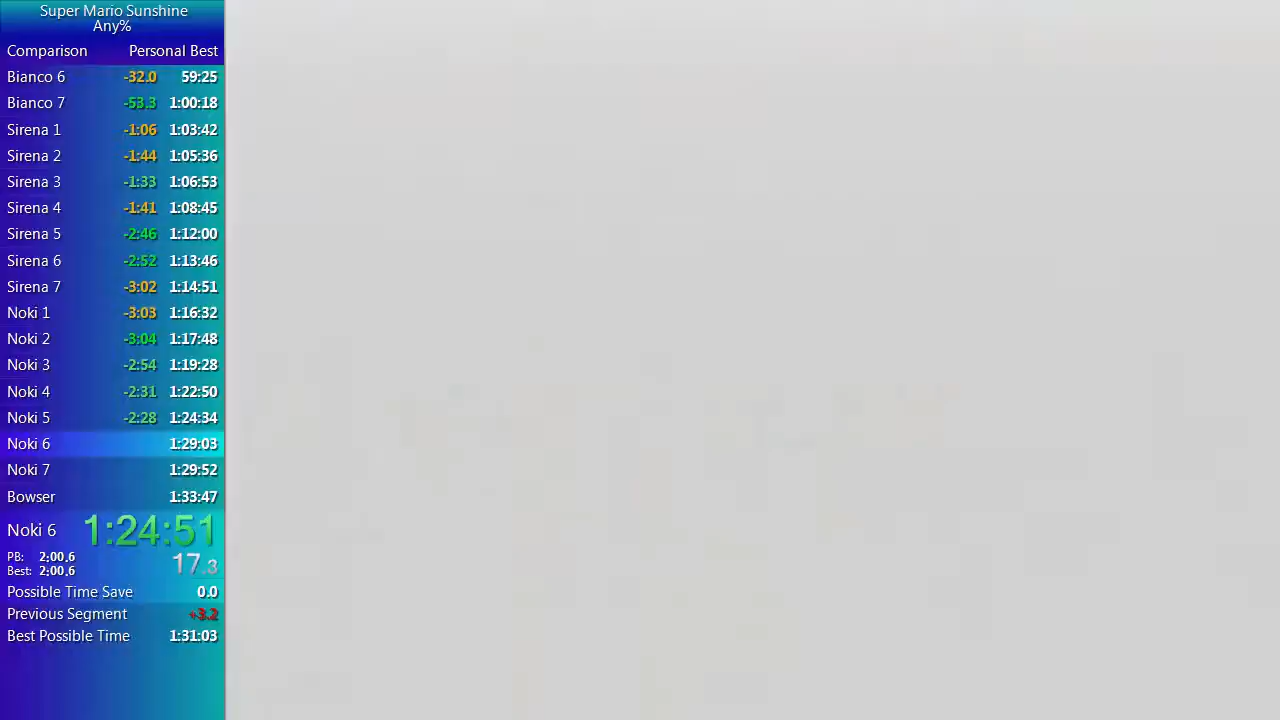 Super Mario Sunshine
Any%
Comparison Personal Best
Bianco 6 -32.0 59:25
Bianco 7 -53.3 1:00:18
Sirena 1 -1:06 1:03:42
Sirena 2 -1:44 1:05:36
Sirena 3 -1:33 1:06:53
Sirena 4 -1:41 1:08:45
Sirena 5 -2:46 1:12:00
Sirena 6 -2:52 1:13:46
Sirena 7 -3:02 1:14:51
Noki 1 -3:03 1:16:32
Noki 2 -3:04 1:17:48
Noki 3 -2:54 1:19:28
Noki 4 -2:31 1:22:50
Noki 5 -2:28 1:24:34
Noki 6 1:29:03
Noki 7 1:29:52
Bowser 1:33:47
Noki 6 1:24:51
PB: 2:00.6 17.3
Best: 2:00.6
Possible Time Save 0.0
Previous Segment +3.2
Best Possible Time 1:31:03